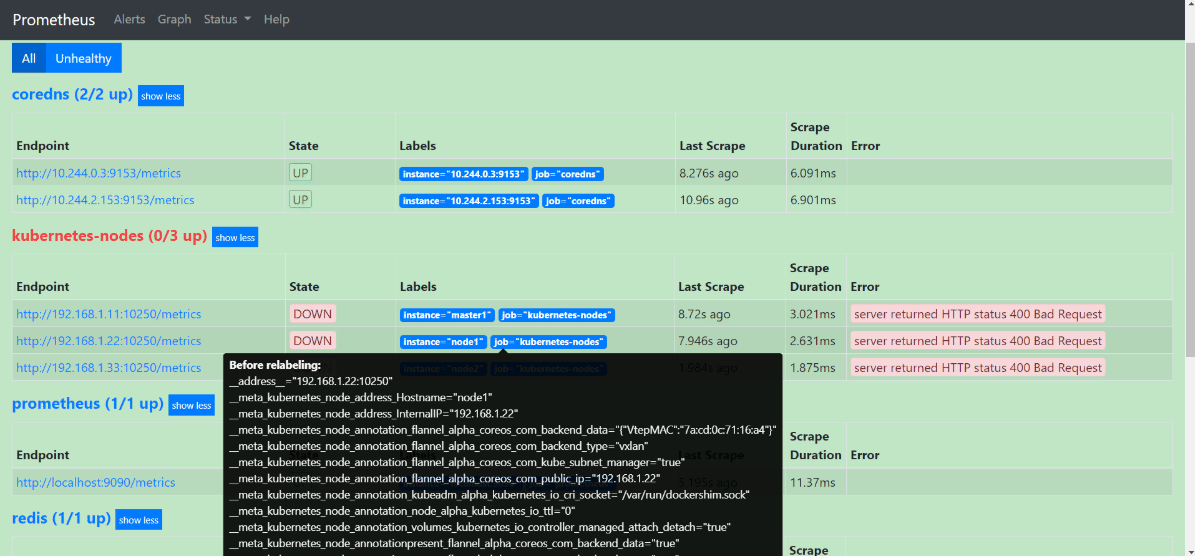 Prometheus Alerts Graph Status Help
All Unhealthy
coredns (2/2 up) show less
Endpoint State Labels Last Scrape Scrape Duration Error
http://10.244.0.3:9153/metrics UP instance="10.244.0.3:9153" job="coredns" 8.276s ago 6.091ms
http://10.244.2.153:9153/metrics UP instance="10.244.2.153:9153" job="coredns" 10.96s ago 6.901ms
kubernetes-nodes (0/3 up) show less
Endpoint State Labels Last Scrape Scrape Duration Error
http://192.168.1.11:10250/metrics DOWN instance="master1" job="kubernetes-nodes" 8.72s ago 3.021ms server returned HTTP status 400 Bad Request
http://192.168.1.22:10250/metrics DOWN instance="node1" job="kubernetes-nodes" 7.946s ago 2.631ms server returned HTTP status 400 Bad Request
http://192.168.1.33:10250/metrics instance="node2" job="kubernetes-nodes" 1.984s ago 1.875ms server returned HTTP status 400 Bad Request
Before relabeling:
__address__="192.168.1.22:10250"
__meta_kubernetes_node_address_Hostname="node1"
__meta_kubernetes_node_address_InternalIP="192.168.1.22"
__meta_kubernetes_node_annotation_flannel_alpha_coreos_com_backend_data="{"VtepMAC":"7a:cd:0c:71:16:a4"}"
__meta_kubernetes_node_annotation_flannel_alpha_coreos_com_backend_type="vxlan"
__meta_kubernetes_node_annotation_flannel_alpha_coreos_com_kube_subnet_manager="true"
__meta_kubernetes_node_annotation_flannel_alpha_coreos_com_public_ip="192.168.1.22"
__meta_kubernetes_node_annotation_kubeadm_alpha_kubernetes_io_cri_socket="/var/run/dockershim.sock"
__meta_kubernetes_node_annotation_node_alpha_kubernetes_io_ttl="0"
__meta_kubernetes_node_annotation_volumes_kubernetes_io_controller_managed_attach_detach="true"
__meta_kubernetes_node_annotationpresent_flannel_alpha_coreos_com_backend_data="true"
prometheus (1/1 up) show less
Endpoint Scrape Duration Error
http://localhost:9090/metrics 5.195s ago 11.37ms
redis (1/1 up) show less
Scrape